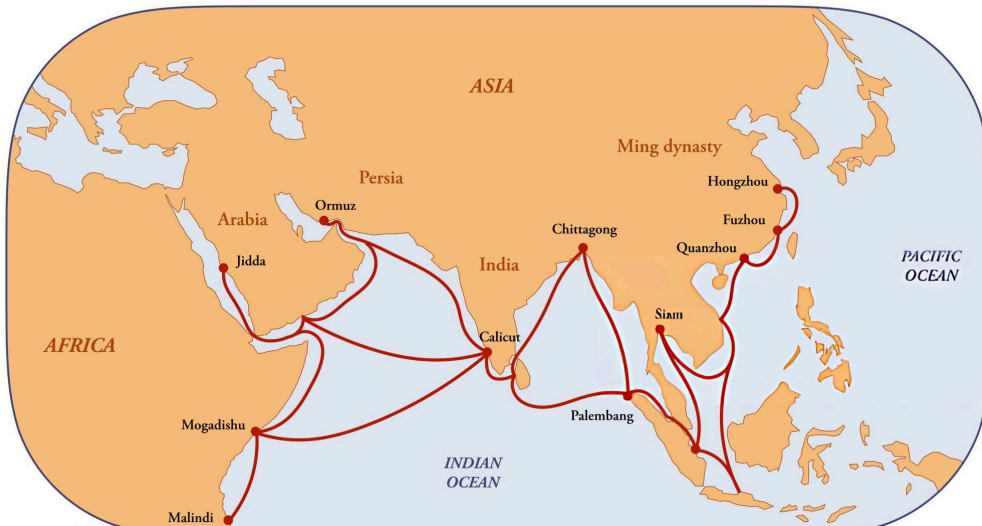 ASIA
Ming dynasty
Persia
Hongzhou
Ormuz
Arabia
Fuzhou
Chittagong
Quanzhou
PACIFIC
OCEAN
Jidda
India
Siam
AFRICA
Calicut
Palembang
Mogadishu
INDIAN
OCEAN
Malindi